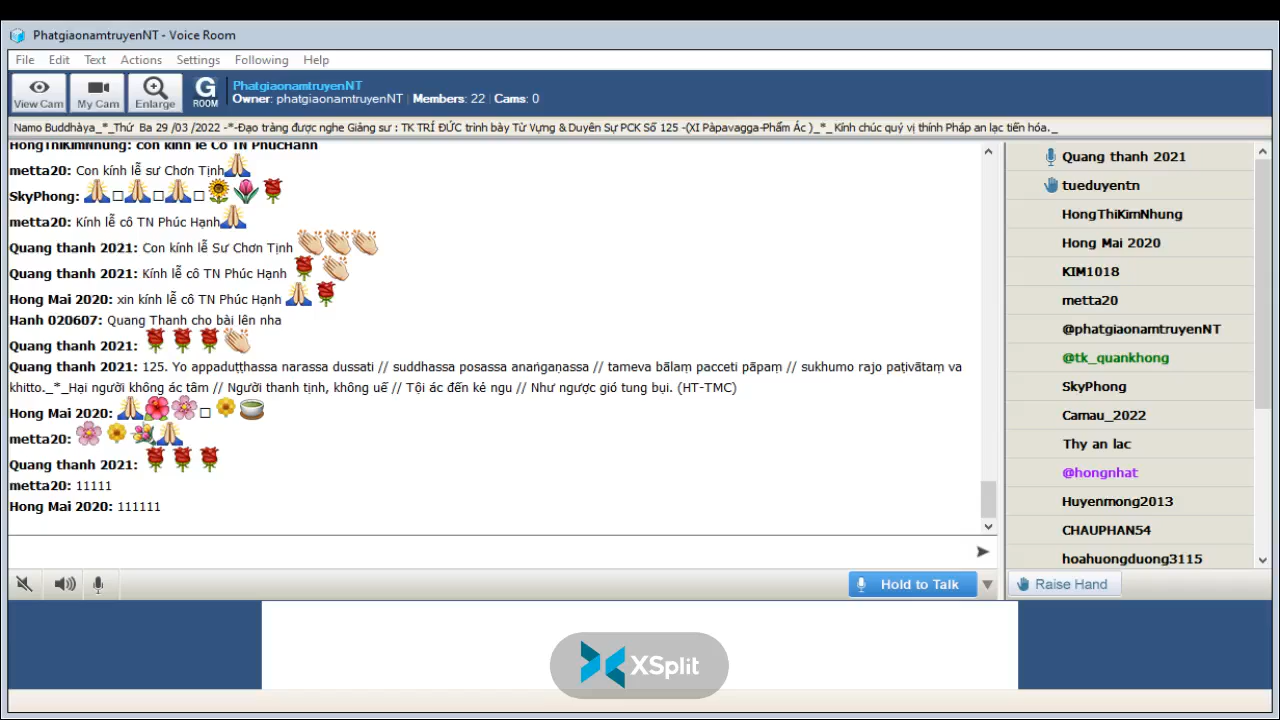 PhatgiaonamtruyenNT - Voice Room
File Edit Text Actions Settings Following Help
View Cam My Cam Enlarge G ROOM
PhatgiaonamtruyenNT
Owner: phatgiaonamtruyenNT | Members: 22 | Cams: 0
Namo Buddhàya_*_Thứ Ba 29 /03 /2022 -*-Đạo tràng được nghe Giảng sư : TK TRÍ ĐỨC trình bày Từ Vựng & Duyên Sự PCK Số 125 -(XI Pàpavagga-Phẩm Ác )_*_ Kính chúc quý vị thính Pháp an lạc tiến hóa._
HongThiKimNhung: con kính lễ Cô TN PhucHanh
metta20: Con kính lễ sư Chơn Tịnh
SkyPhong:
metta20: Kính lễ cô TN Phúc Hạnh
Quang thanh 2021: Con kính lễ Sư Chơn Tịnh
Quang thanh 2021: Kính lễ cô TN Phúc Hạnh
Hong Mai 2020: xin kính lễ cô TN Phúc Hạnh
Hanh 020607: Quang Thanh cho bài lên nha
Quang thanh 2021:
Quang thanh 2021: 125. Yo appaduṭṭhassa narassa dussati // suddhassa posassa anaṅgaṇassa // tameva bālaṃ pacceti pāpaṃ // sukhumo rajo paṭivātaṃ va
khitto._*_Hại người không ác tâm // Người thanh tịnh, không uế // Tội ác đến kẻ ngu // Như ngược gió tung bụi. (HT-TMC)
Hong Mai 2020:
metta20:
Quang thanh 2021:
metta20: 11111
Hong Mai 2020: 111111
Quang thanh 2021
tueduyentn
HongThiKimNhung
Hong Mai 2020
KIM1018
metta20
@phatgiaonamtruyenNT
@tk_quankhong
SkyPhong
Camau_2022
Thy an lac
@hongnhat
Huyenmong2013
CHAUPHAN54
hoahuongduong3115
Hold to Talk
Raise Hand
XSplit